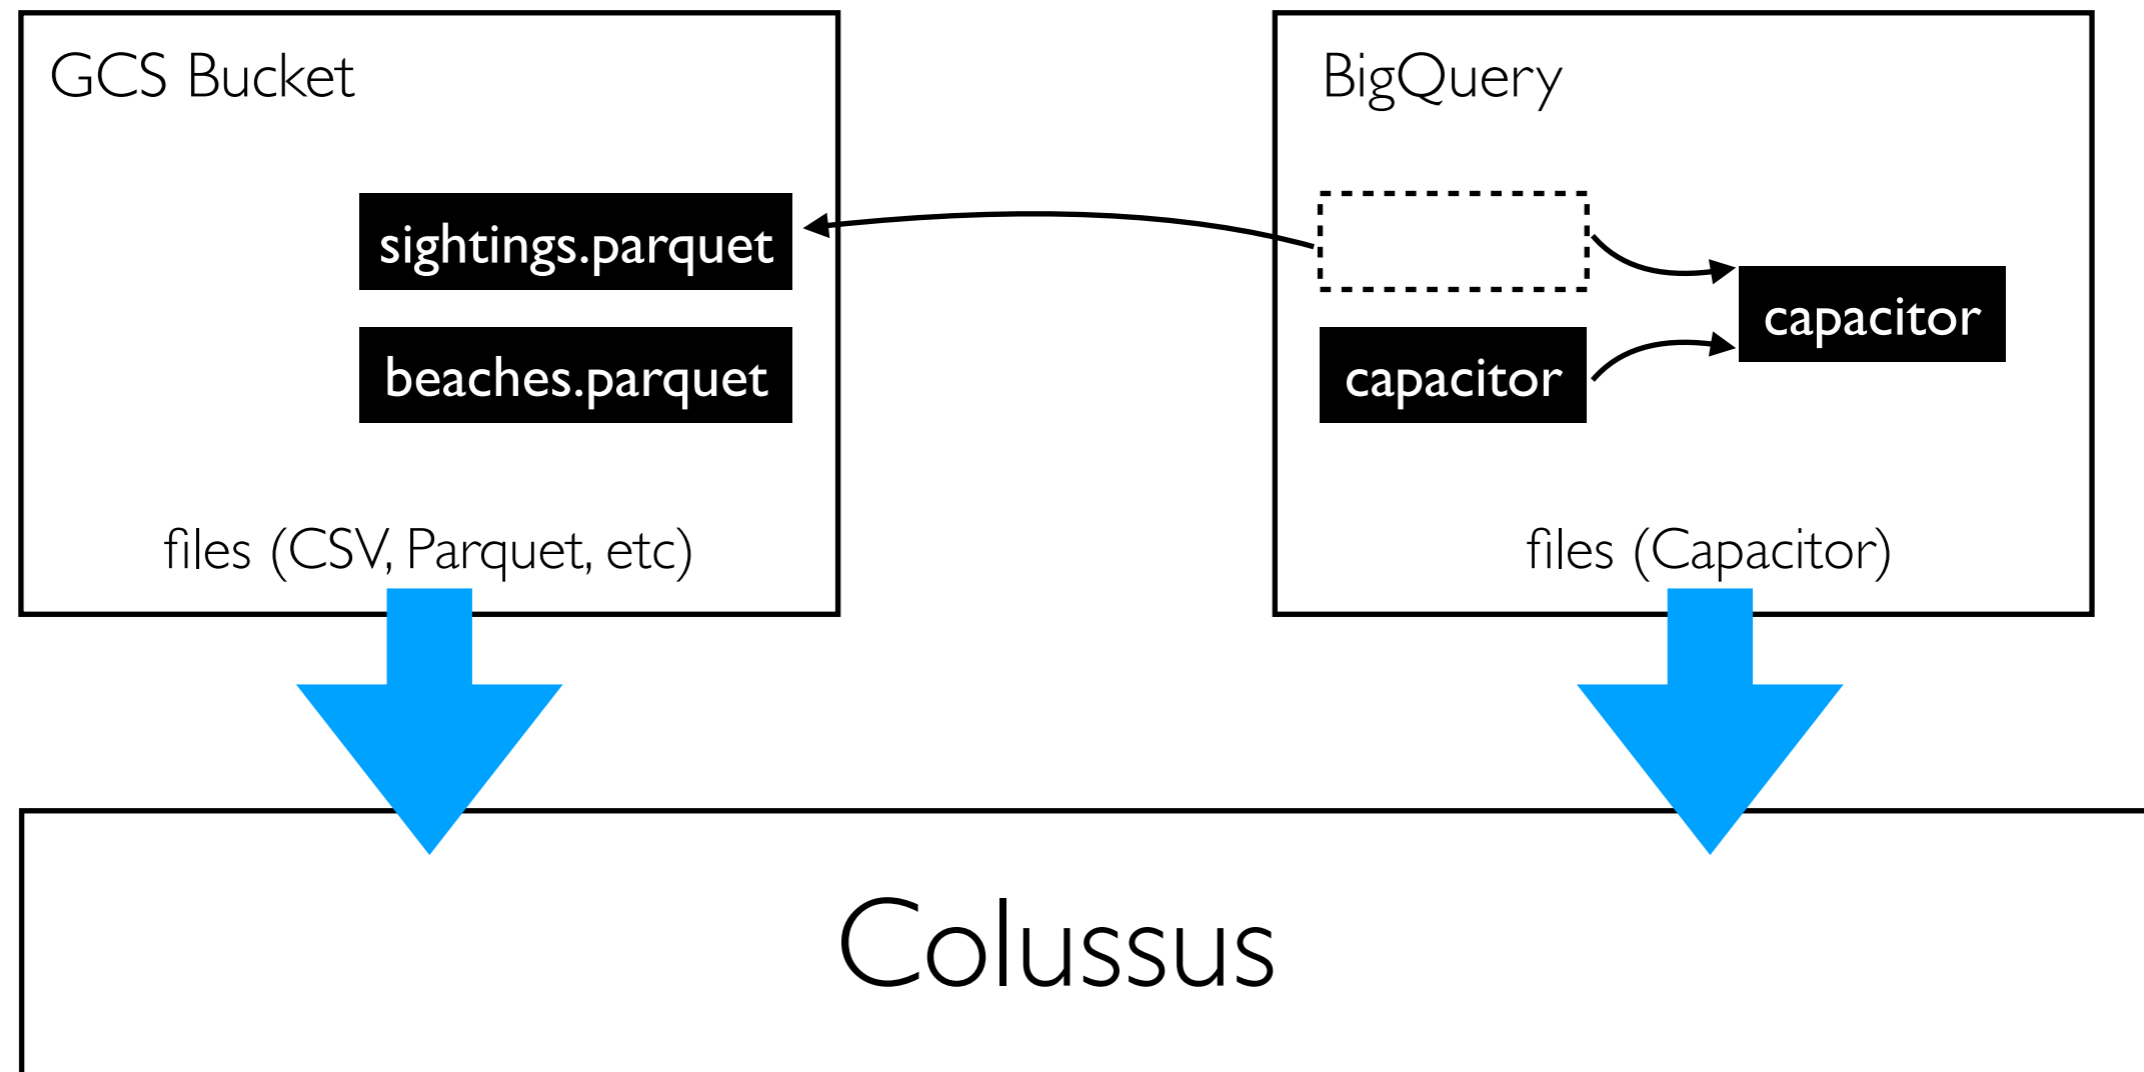 GCS Bucket
sightings.parquet
beaches.parquet
files (CSV, Parquet, etc)
BigQuery
capacitor
capacitor
files (Capacitor)
Colussus